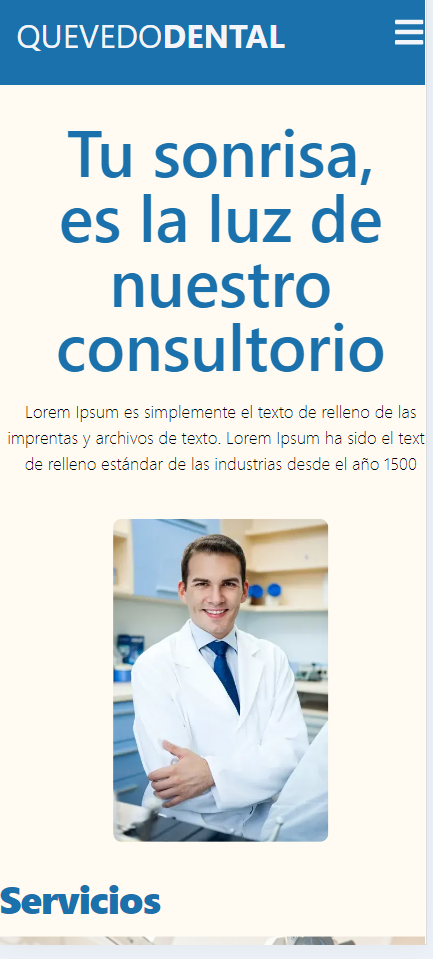 QUEVEDODENTAL
Tu sonrisa,
es la luz de
nuestro
consultorio
Lorem Ipsum es simplemente el texto de relleno de las
imprentas y archivos de texto. Lorem Ipsum ha sido el text
de relleno estándar de las industrias desde el año 1500
Servicios